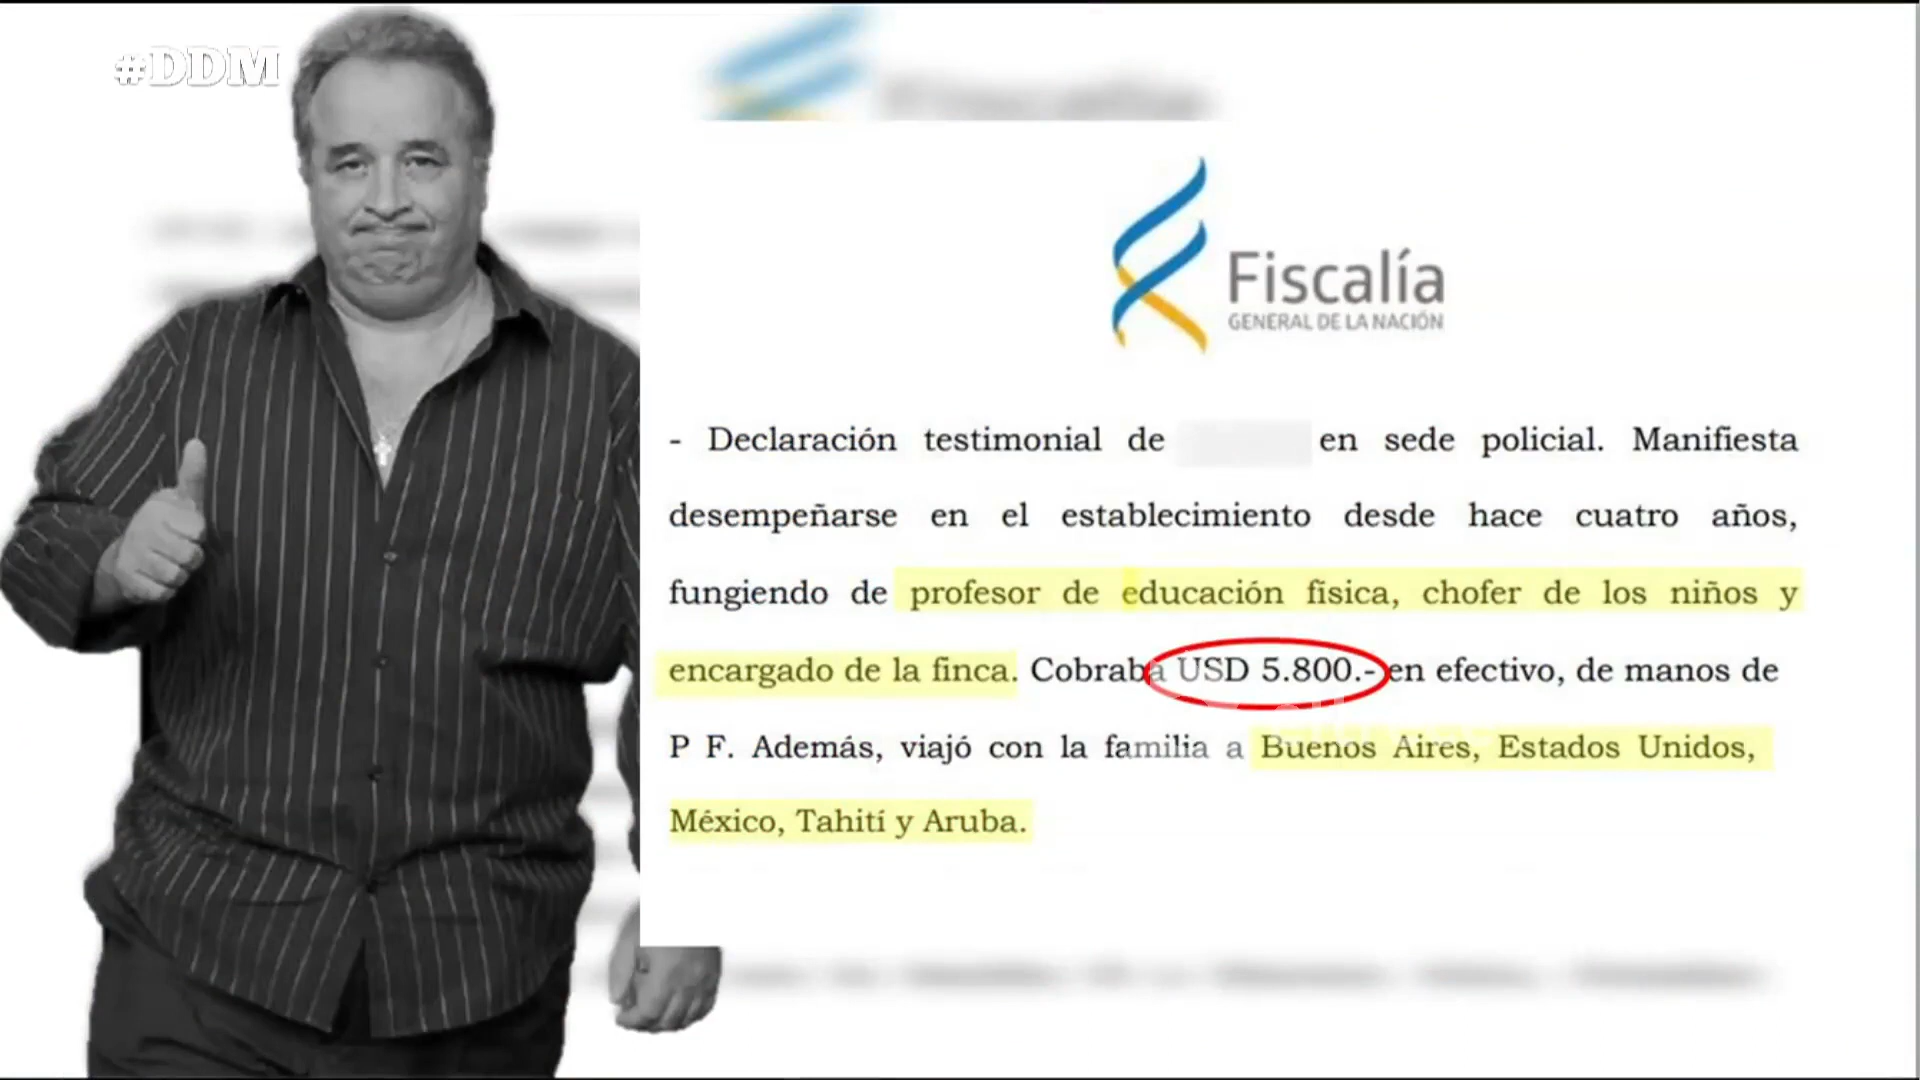 #DDM
Fiscalía
GENERAL DE LA NACIÓN
- Declaración testimonial de en sede policial. Manifiesta
desempeñarse en el establecimiento desde hace cuatro años,
fungiendo de profesor de educación física, chofer de los niños y
encargado de la finca. Cobraba USD 5.800.- en efectivo, de manos de
P F. Además, viajó con la familia a Buenos Aires, Estados Unidos,
México, Tahití y Aruba.